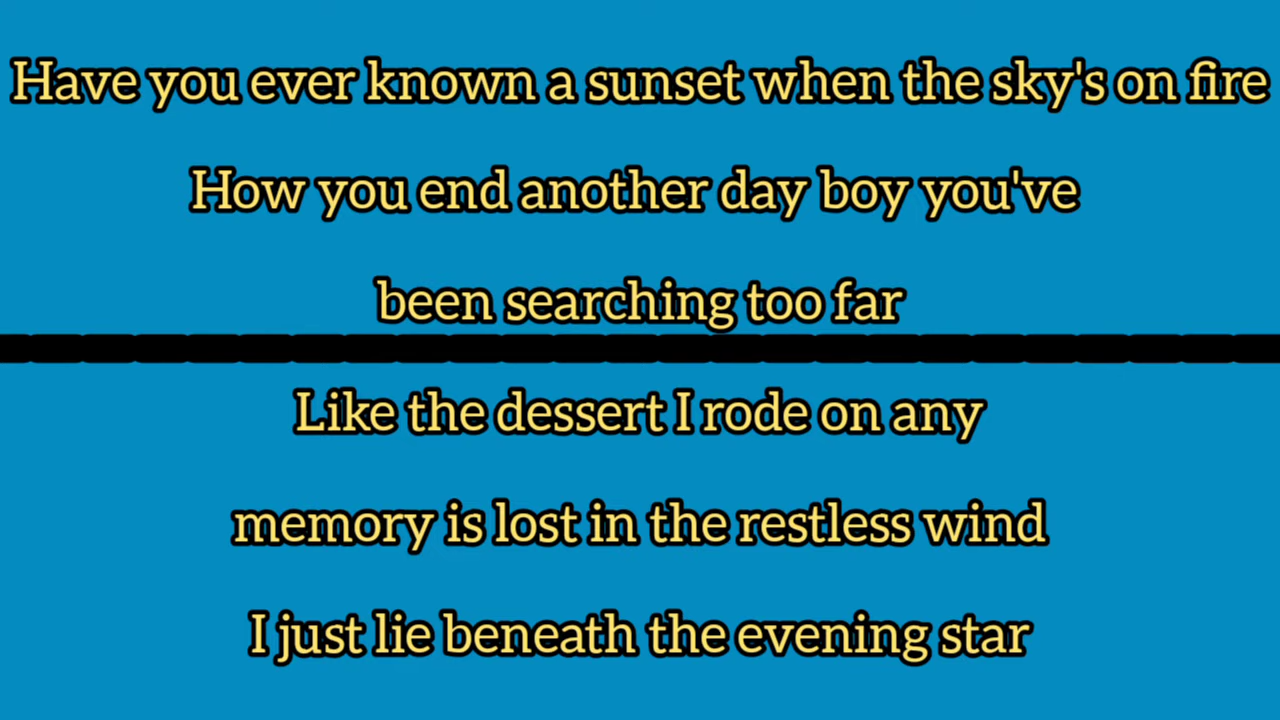 Have you ever known a sunset when the sky's on fire
How you end another day boy you've
been searching too far
Like the dessert I rode on any
memory is lost in the restless wind
I just lie beneath the evening star